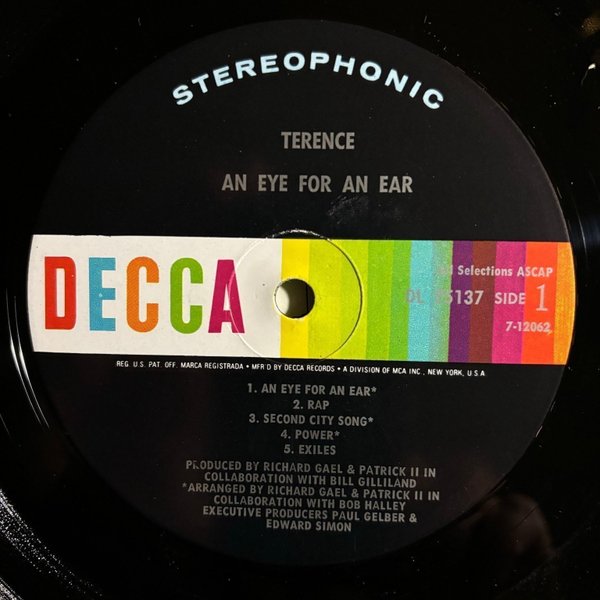 STEREOPHONIC
TERENCE
AN EYE FOR AN EAR
DECCA
Selections ASCAP
DL 75137 SIDE 1
7-12062
REG. U.S. PAT. OFF. MARCA REGISTRADA • MFR'D BY DECCA RECORDS • A DIVISION OF MCA INC., NEW YORK, U.S.A.
1. AN EYE FOR AN EAR*
2. RAP
3. SECOND CITY SONG*
4. POWER*
5. EXILES
PRODUCED BY RICHARD GAEL & PATRICK II IN
COLLABORATION WITH BILL GILLILAND
*ARRANGED BY RICHARD GAEL & PATRICK II IN
COLLABORATION WITH BOB HALLEY
EXECUTIVE PRODUCERS PAUL GELBER &
EDWARD SIMON